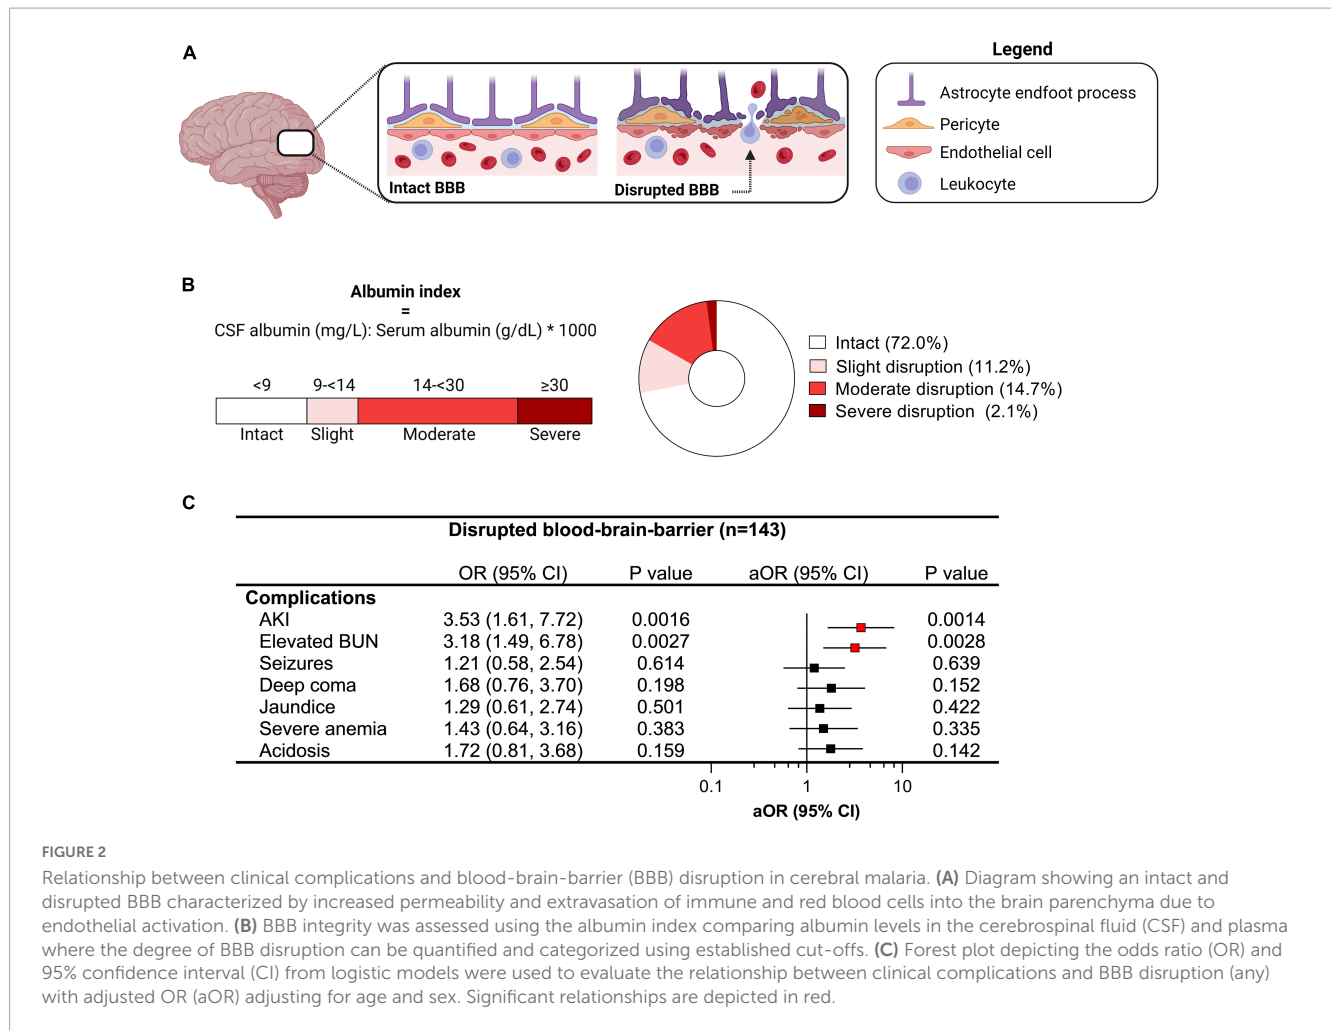 A
Intact BBB
Disrupted BBB
Legend
Astrocyte endfoot process
Pericyte
Endothelial cell
Leukocyte
B
Albumin index
=
CSF albumin (mg/L): Serum albumin (g/dL) * 1000
<9 9-<14 14-<30 ≥30
Intact Slight Moderate Severe
Intact (72.0%)
Slight disruption (11.2%)
Moderate disruption (14.7%)
Severe disruption (2.1%)
C
Disrupted blood-brain-barrier (n=143)
OR (95% CI) P value aOR (95% CI) P value
Complications
AKI 3.53 (1.61, 7.72) 0.0016 0.0014
Elevated BUN 3.18 (1.49, 6.78) 0.0027 0.0028
Seizures 1.21 (0.58, 2.54) 0.614 0.639
Deep coma 1.68 (0.76, 3.70) 0.198 0.152
Jaundice 1.29 (0.61, 2.74) 0.501 0.422
Severe anemia 1.43 (0.64, 3.16) 0.383 0.335
Acidosis 1.72 (0.81, 3.68) 0.159 0.142
0.1 1 10
aOR (95% CI)
FIGURE 2
Relationship between clinical complications and blood-brain-barrier (BBB) disruption in cerebral malaria. (A) Diagram showing an intact and
disrupted BBB characterized by increased permeability and extravasation of immune and red blood cells into the brain parenchyma due to
endothelial activation. (B) BBB integrity was assessed using the albumin index comparing albumin levels in the cerebrospinal fluid (CSF) and plasma
where the degree of BBB disruption can be quantified and categorized using established cut-offs. (C) Forest plot depicting the odds ratio (OR) and
95% confidence interval (CI) from logistic models were used to evaluate the relationship between clinical complications and BBB disruption (any)
with adjusted OR (aOR) adjusting for age and sex. Significant relationships are depicted in red.